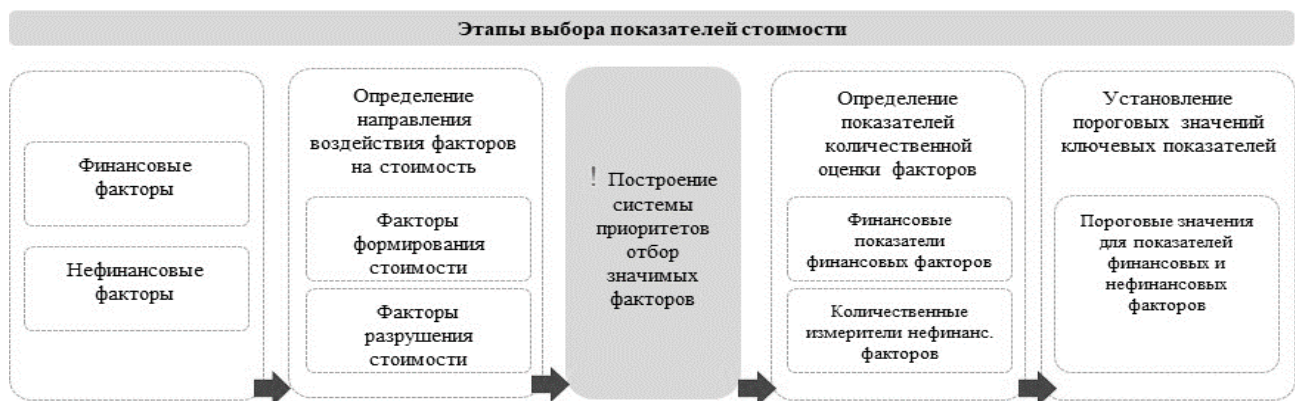 Этапы выбора показателей стоимости
Финансовые
факторы
Нефинансовые
факторы
Определение
направления
воздействия факторов
на стоимость
Факторы
формирования
стоимости
Факторы
разрушения
стоимости
! Построение
системы
приоритетов
отбор
значимых
факторов
Определение
показателей
количественной
оценки факторов
Финансовые
показатели
финансовых факторов
Количественные
измерители нефинанс.
факторов
Установление
пороговых значений
ключевых показателей
Пороговые значения
для показателей
финансовых и
нефинансовых
факторов